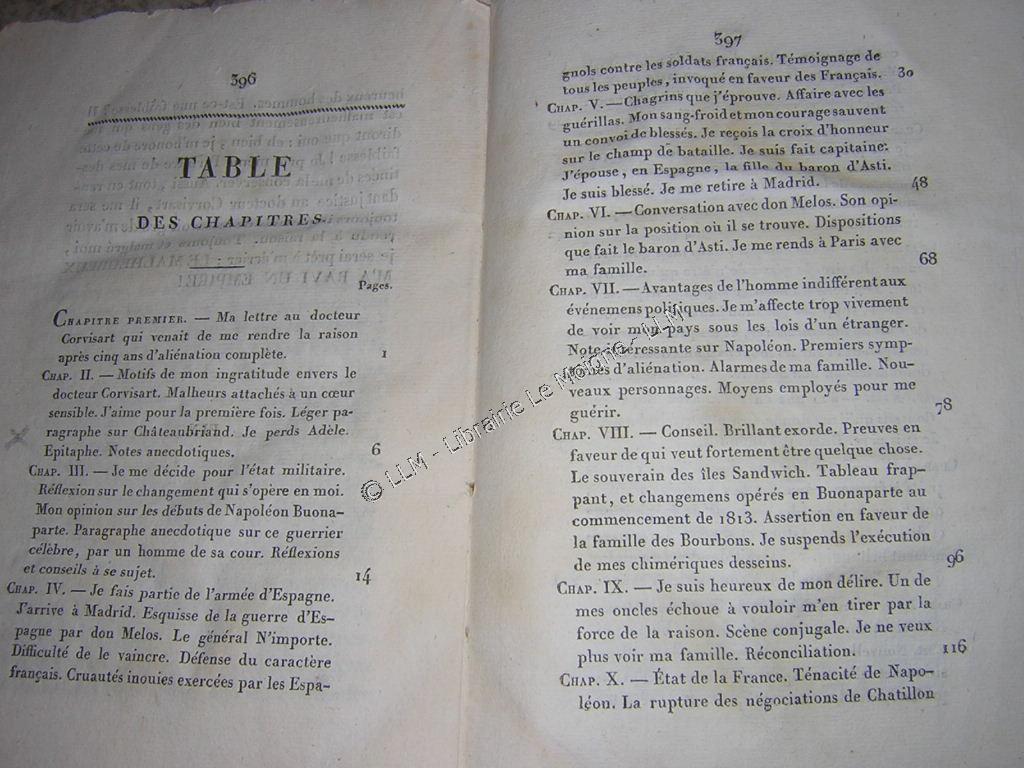 396
TABLE
DES CHAPITRES.
Pages.
CHAPITRE PREMIER. — Ma lettre au docteur
Corvisart qui venait de me rendre la raison
après cinq ans d'aliénation complète. 1
CHAP. II. — Motifs de mon ingratitude envers le
docteur Corvisart. Malheurs attachés à un cœur
sensible. J'aime pour la première fois. Léger pa-
ragraphe sur Châteaubriand. Je perds Adèle.
Epitaphe. Notes anecdotiques. 6
CHAP. III. — Je me décide pour l'état militaire.
Réflexion sur le changement qui s'opère en moi.
Mon opinion sur les débuts de Napoléon Buona-
parte. Paragraphe anecdotique sur ce guerrier
célèbre, par un homme de sa cour. Réflexions
et conseils à se sujet. 14
CHAP. IV. — Je fais partie de l'armée d'Espagne.
J'arrive à Madrid. Esquisse de la guerre d'Es-
pagne par don Melos. Le général N'importe.
Difficulté de le vaincre. Défense du caractère
français. Cruautés inouies exercées par les Espa-
397
gnols contre les soldats français. Témoignage de
tous les peuples, invoqué en faveur des Français. 30
CHAP. V. — Chagrins que j'éprouve. Affaire avec les
guérillas. Mon sang-froid et mon courage sauvent
un convoi de blessés. Je reçois la croix d'honneur
sur le champ de bataille. Je suis fait capitaine.
J'épouse, en Espagne, la fille du baron d'Asti.
Je suis blessé. Je me retire à Madrid. 48
CHAP. VI. — Conversation avec don Melos. Son opi-
nion sur la position où il se trouve. Dispositions
que fait le baron d'Asti. Je me rends à Paris avec
ma famille. 68
CHAP. VII. — Avantages de l'homme indifférent aux
événemens politiques. Je m'affecte trop vivement
de voir mon pays sous les lois d'un étranger.
Note intéressante sur Napoléon. Premiers symp-
tômes d'aliénation. Alarmes de ma famille. Nou-
veaux personnages. Moyens employés pour me
guérir. 78
CHAP. VIII. — Conseil. Brillant exorde. Preuves en
faveur de qui veut fortement être quelque chose.
Le souverain des îles Sandwich. Tableau frap-
pant, et changemens opérés en Buonaparte au
commencement de 1813. Assertion en faveur de
la famille des Bourbons. Je suspends l'exécution
de mes chimériques desseins. 96
CHAP. IX. — Je suis heureux de mon délire. Un de
mes oncles échoue à vouloir m'en tirer par la
force de la raison. Scène conjugale. Je ne veux
plus voir ma famille. Réconciliation. 116
CHAP. X. — État de la France. Ténacité de Napo-
léon. La rupture des négociations de Chatillon
© LLM - Librairie Le Moigne - LLM